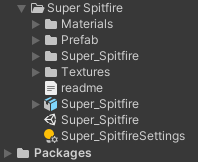 Super Spitfire
Materials
Prefab
Super_Spitfire
Textures
readme
Super_Spitfire
Super_Spitfire
Super_SpitfireSettings
Packages